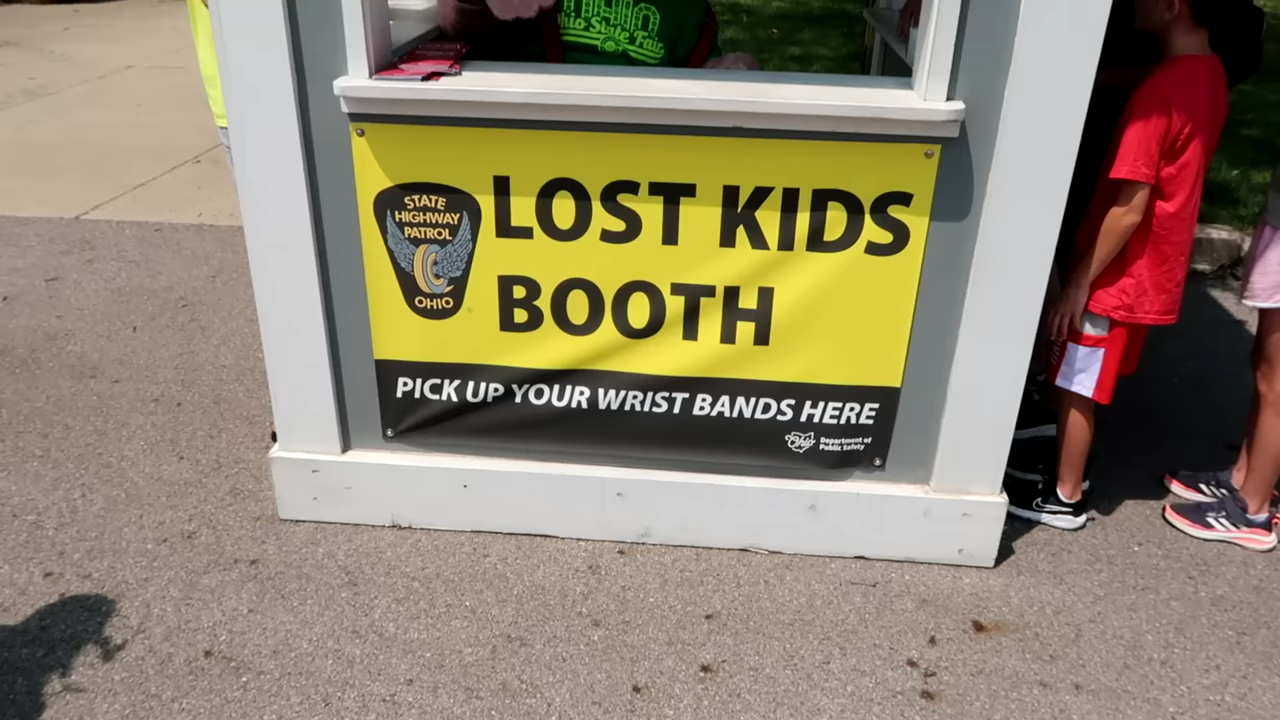 OHIO
Ohio State Fair
STATE
HIGHWAY
PATROL
OHIO
LOST KIDS
BOOTH
PICK UP YOUR WRIST BANDS HERE
Ohio
Department of
Public Safety